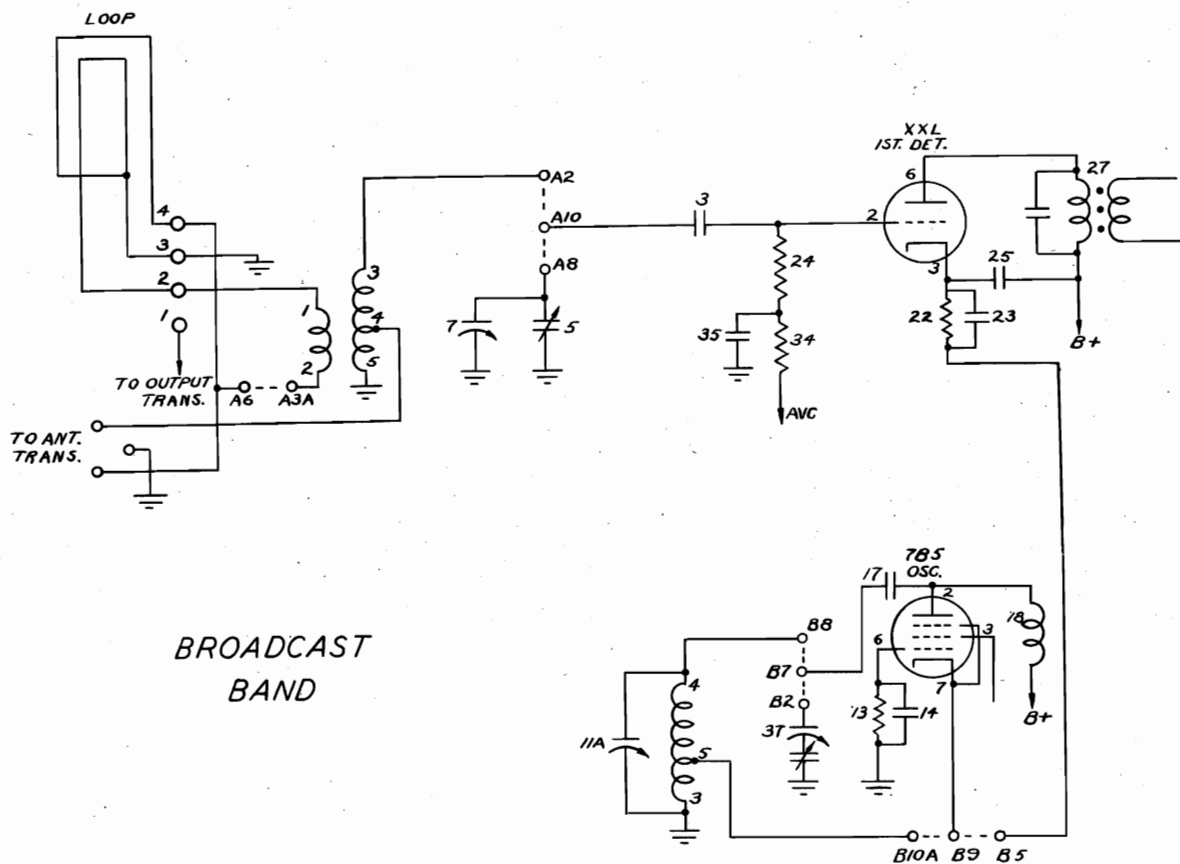 LOOP
4
3
2
1
TO OUTPUT
TRANS.
A6
A3A
TO ANT.
TRANS.
1
2
3
4
5
A2
A10
A8
7
5
3
24
35
34
AVC
XXL
1ST. DET.
6
2
3
25
22
23
27
B+
BROADCAST
BAND
7B5
OSC.
17
2
6
3
7
18
B+
B8
B7
B2
37
13
14
11A
4
5
3
B10A
B9
B5